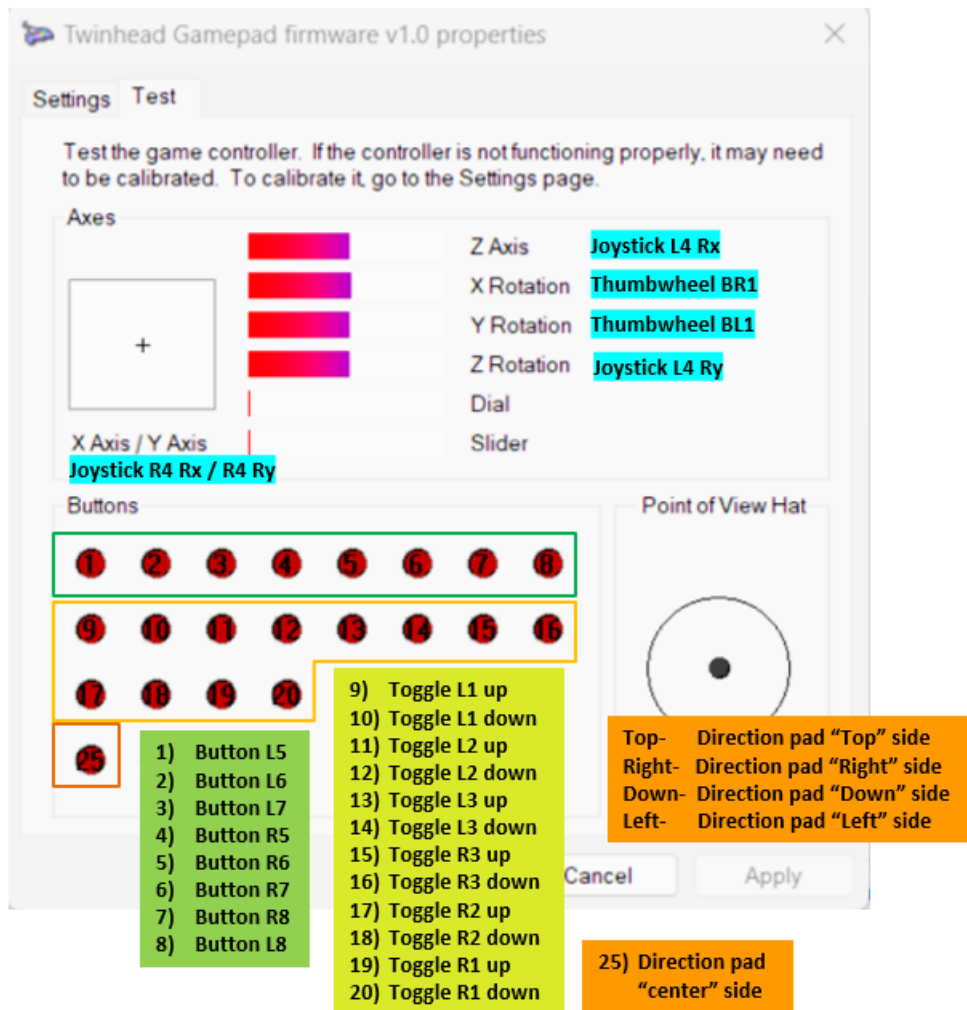 Twinhead Gamepad firmware v1.0 properties
Settings Test
Test the game controller. If the controller is not functioning properly, it may need
to be calibrated. To calibrate it, go to the Settings page.
Axes
Z Axis Joystick L4 Rx
X Rotation Thumbwheel BR1
Y Rotation Thumbwheel BL1
Z Rotation Joystick L4 Ry
Dial
X Axis / Y Axis Slider
Joystick R4 Rx / R4 Ry
Buttons
1 2 3 4 5 6 7 8
9 10 11 12 13 14 15 16
17 18 19 20
25
Point of View Hat
1) Button L5
2) Button L6
3) Button L7
4) Button R5
5) Button R6
6) Button R7
7) Button R8
8) Button L8
9) Toggle L1 up
10) Toggle L1 down
11) Toggle L2 up
12) Toggle L2 down
13) Toggle L3 up
14) Toggle L3 down
15) Toggle R3 up
16) Toggle R3 down
17) Toggle R2 up
18) Toggle R2 down
19) Toggle R1 up
20) Toggle R1 down
Top- Direction pad “Top” side
Right- Direction pad “Right” side
Down- Direction pad “Down” side
Left- Direction pad “Left” side
Cancel Apply
25) Direction pad
“center” side